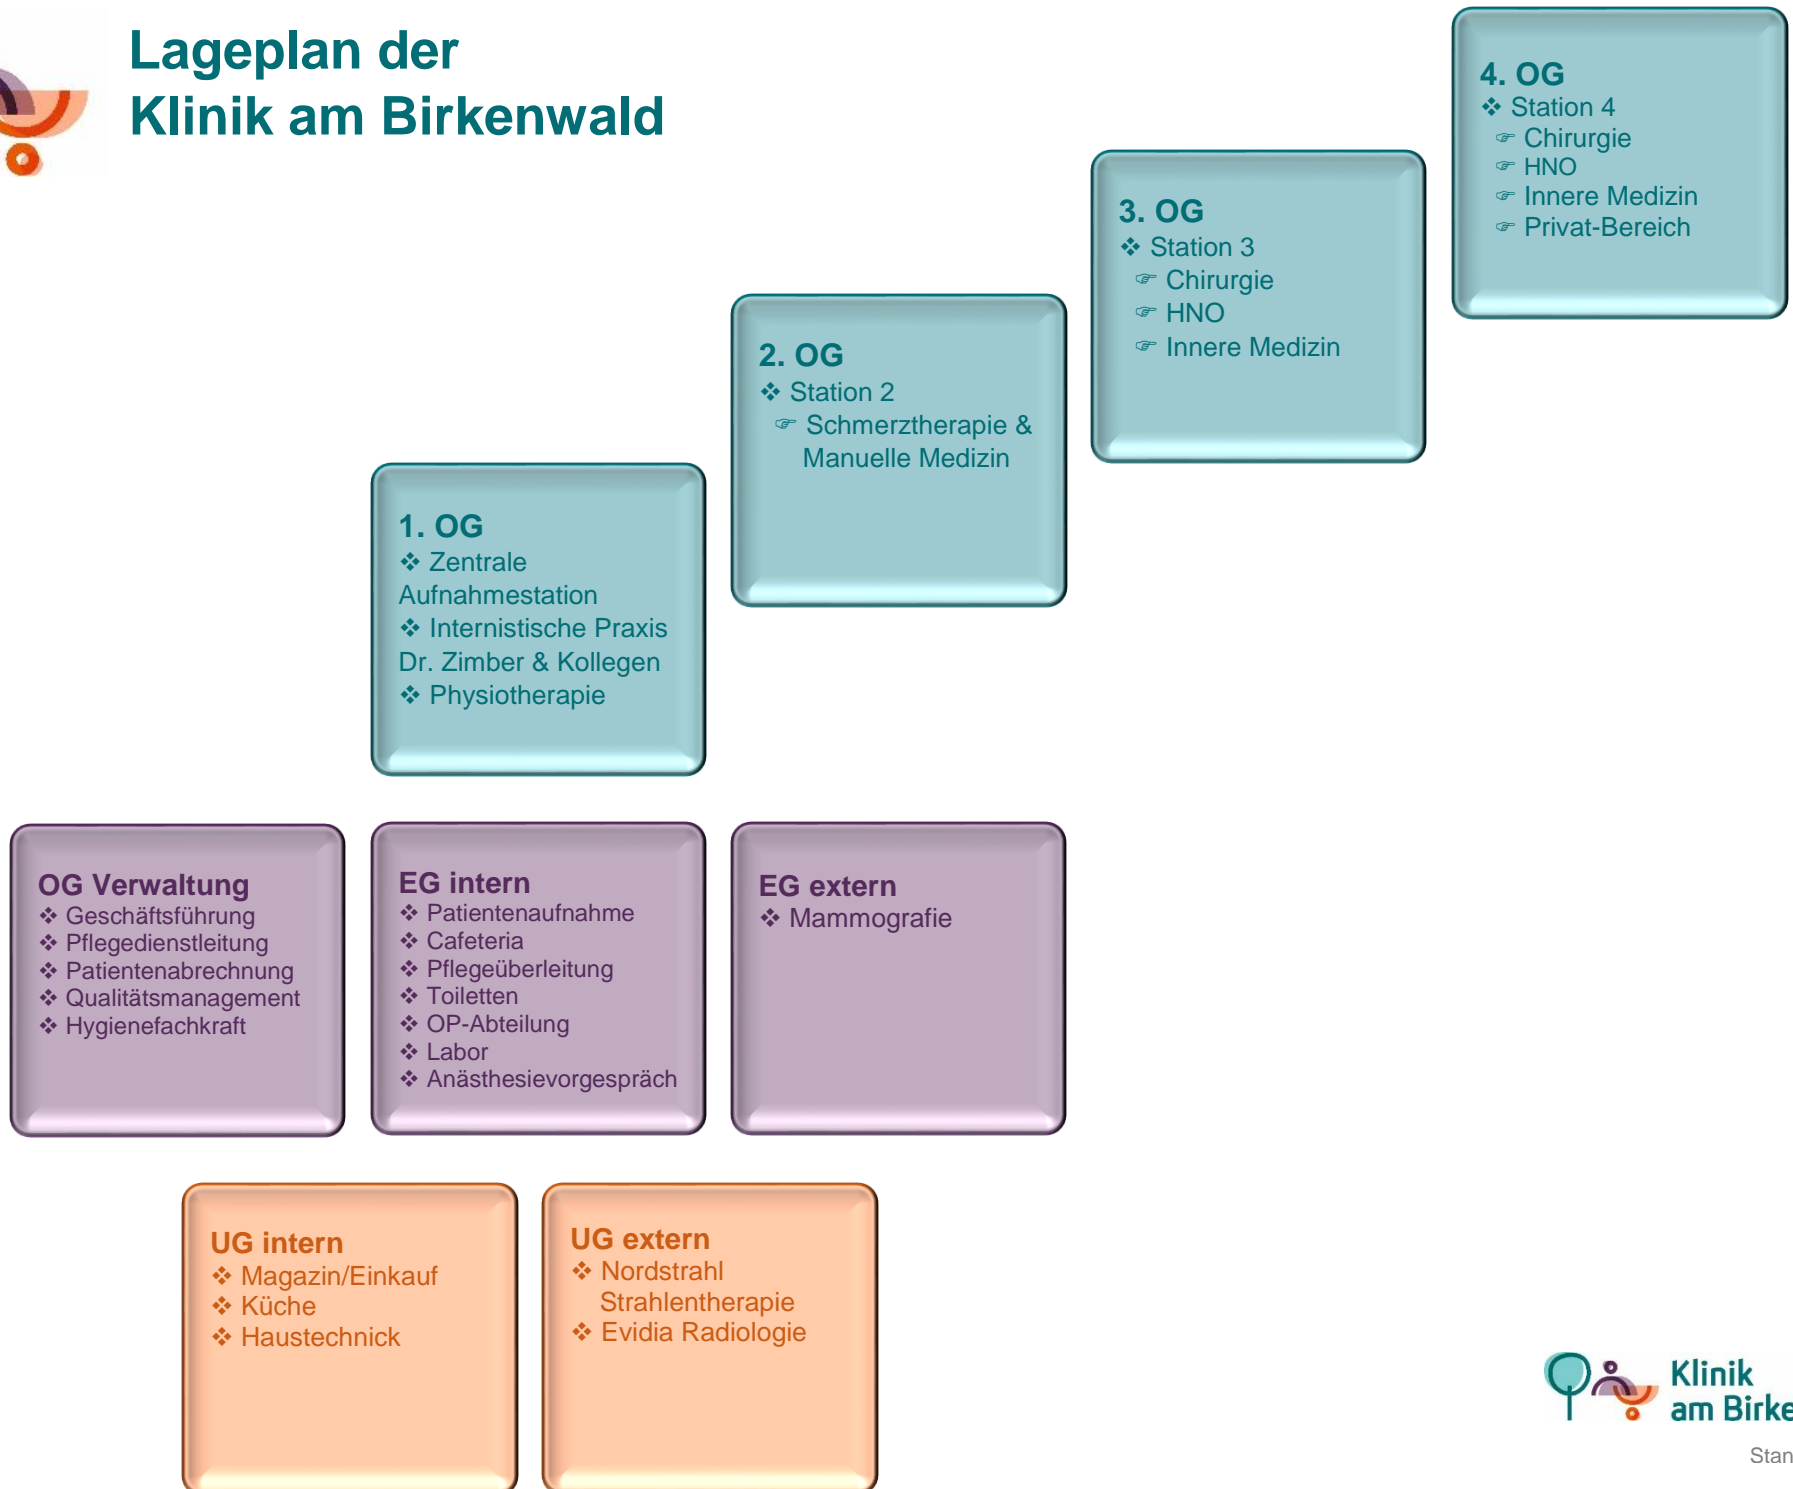 Lageplan der
Klinik am Birkenwald
4. OG
❖ Station 4
☞ Chirurgie
☞ HNO
☞ Innere Medizin
☞ Privat-Bereich
3. OG
❖ Station 3
☞ Chirurgie
☞ HNO
☞ Innere Medizin
2. OG
❖ Station 2
☞ Schmerztherapie &
Manuelle Medizin
1. OG
❖ Zentrale
Aufnahmestation
❖ Internistische Praxis
Dr. Zimber & Kollegen
❖ Physiotherapie
OG Verwaltung
❖ Geschäftsführung
❖ Pflegedienstleitung
❖ Patientenabrechnung
❖ Qualitätsmanagement
❖ Hygienefachkraft
EG intern
❖ Patientenaufnahme
❖ Cafeteria
❖ Pflegeüberleitung
❖ Toiletten
❖ OP-Abteilung
❖ Labor
❖ Anästhesievorgespräch
EG extern
❖ Mammografie
UG intern
❖ Magazin/Einkauf
❖ Küche
❖ Haustechnick
UG extern
❖ Nordstrahl
Strahlentherapie
❖ Evidia Radiologie
Klinik
am Birke
Stan